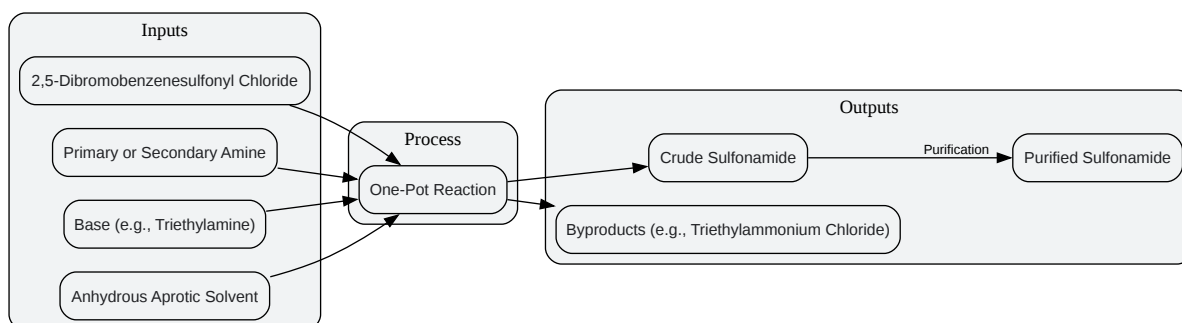 Inputs
2,5-Dibromobenzenesulfonyl Chloride
Primary or Secondary Amine
Base (e.g., Triethylamine)
Anhydrous Aprotic Solvent
Process
One-Pot Reaction
Outputs
Crude Sulfonamide
Purification
Purified Sulfonamide
Byproducts (e.g., Triethylammonium Chloride)